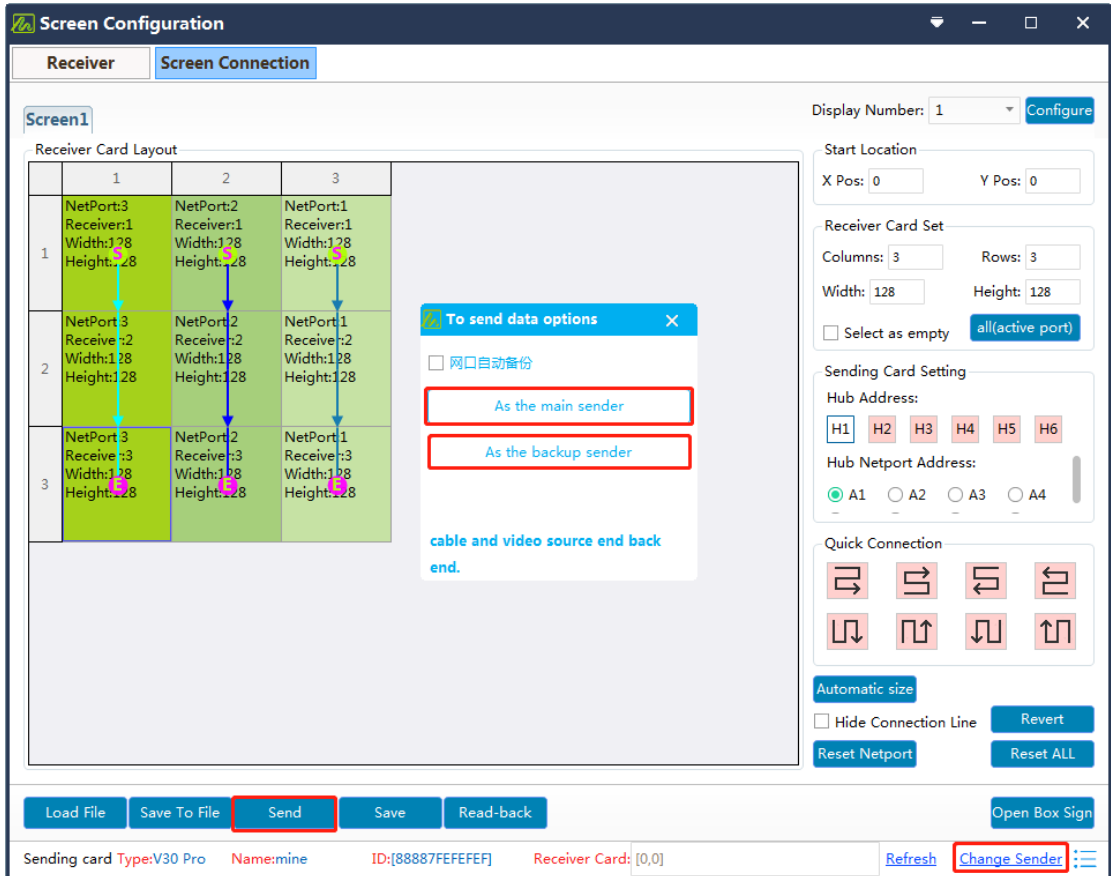 Screen Configuration
Receiver
Screen Connection
Screen1
Display Number: 1
Configure
Receiver Card Layout
1 2 3
1
NetPort:3
Receiver:1
Width:128
Height:128
S
NetPort:2
Receiver:1
Width:128
Height:128
S
NetPort:1
Receiver:1
Width:128
Height:128
S
2
NetPort:3
Receiver:2
Width:128
Height:128
NetPort:2
Receiver:2
Width:128
Height:128
NetPort:1
Receiver:2
Width:128
Height:128
3
NetPort:3
Receiver:3
Width:128
Height:128
E
NetPort:2
Receiver:3
Width:128
Height:128
E
NetPort:1
Receiver:3
Width:128
Height:128
E
To send data options
网口自动备份
As the main sender
As the backup sender
cable and video source end back
end.
Start Location
X Pos: 0 Y Pos: 0
Receiver Card Set
Columns: 3 Rows: 3
Width: 128 Height: 128
Select as empty all(active port)
Sending Card Setting
Hub Address:
H1 H2 H3 H4 H5 H6
Hub Netport Address:
A1 A2 A3 A4
Quick Connection
Automatic size
Hide Connection Line Revert
Reset Netport Reset ALL
Load File Save To File Send Save Read-back Open Box Sign
Sending card Type:V30 Pro Name:mine ID:[88887FEFEFEF] Receiver Card: [0,0] Refresh Change Sender